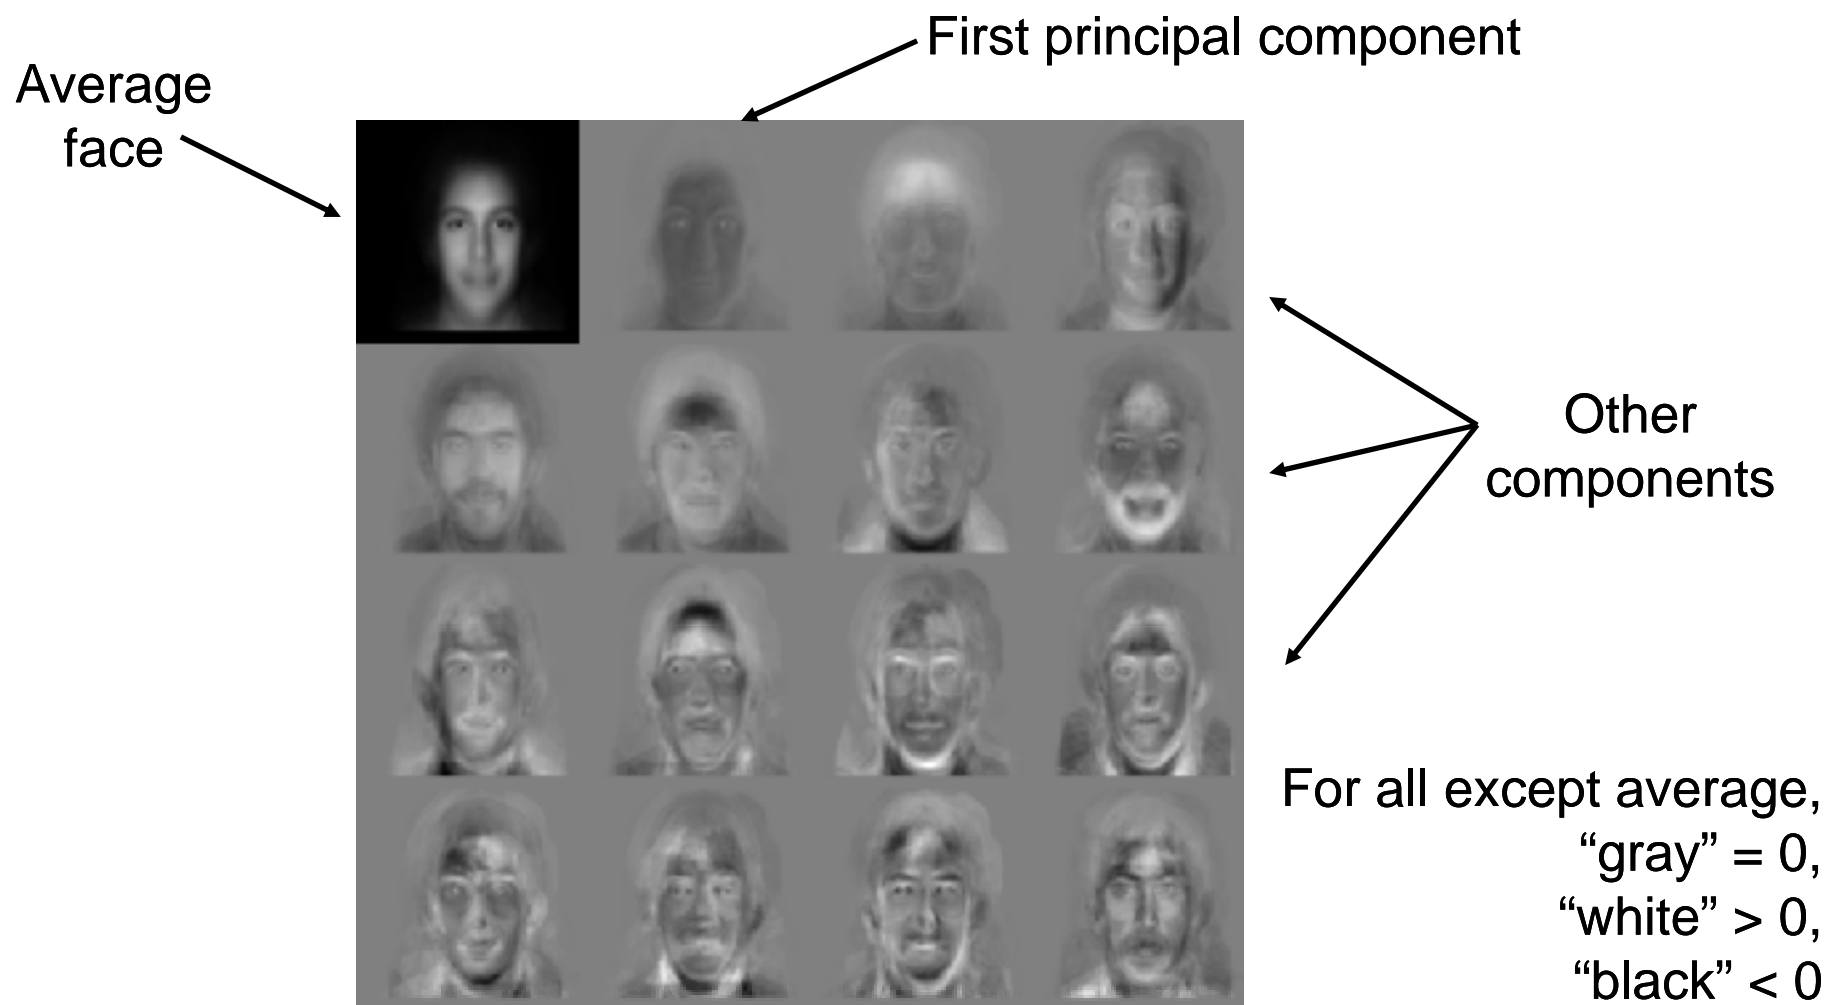 First principal component
Average
face
Other
components
For all except average,
“gray” = 0,
“white” > 0,
“black” < 0